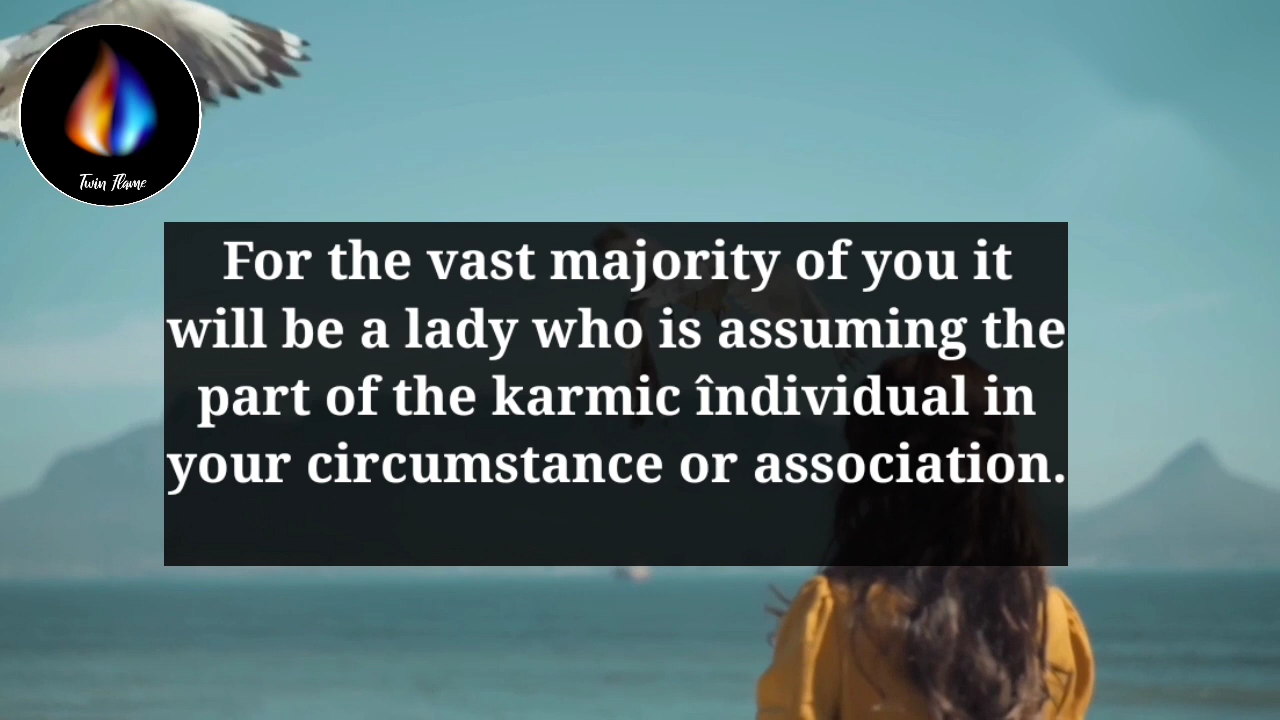 Twin Flame
For the vast majority of you it
will be a lady who is assuming the
part of the karmic îndividual in
your circumstance or association.